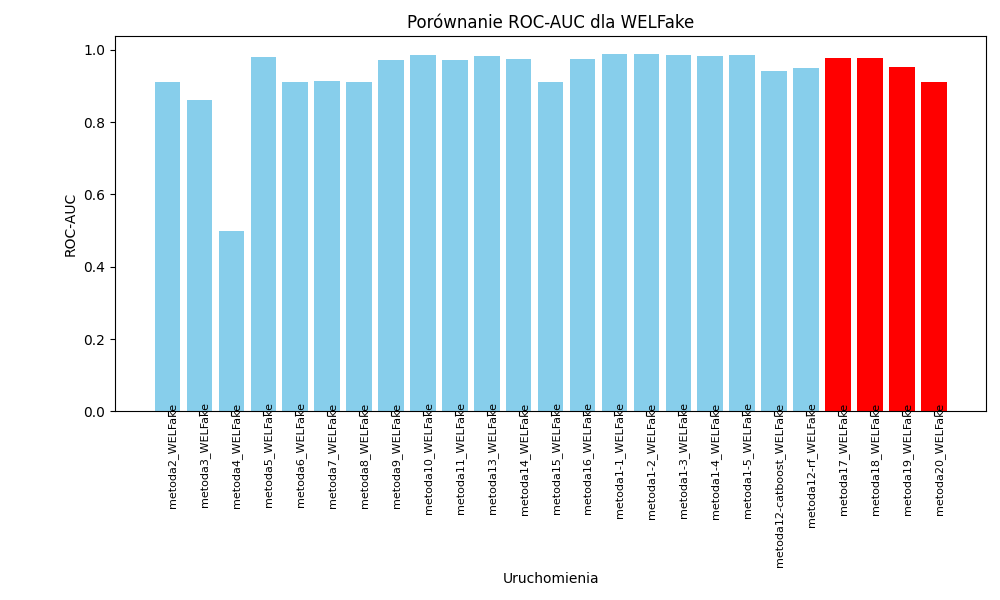 Porównanie ROC-AUC dla WELFake
1.0
0.8
0.6
0.4
0.2
0.0
ROC-AUC
metoda2_WELFake
metoda3_WELFake
metoda4_WELFake
metoda5_WELFake
metoda6_WELFake
metoda7_WELFake
metoda8_WELFake
metoda9_WELFake
metoda10_WELFake
metoda11_WELFake
metoda13_WELFake
metoda14_WELFake
metoda15_WELFake
metoda16_WELFake
metoda1-1_WELFake
metoda1-2_WELFake
metoda1-3_WELFake
metoda1-4_WELFake
metoda1-5_WELFake
metoda12-catboost_WELFake
metoda12-rf_WELFake
metoda17_WELFake
metoda18_WELFake
metoda19_WELFake
metoda20_WELFake
Uruchomienia